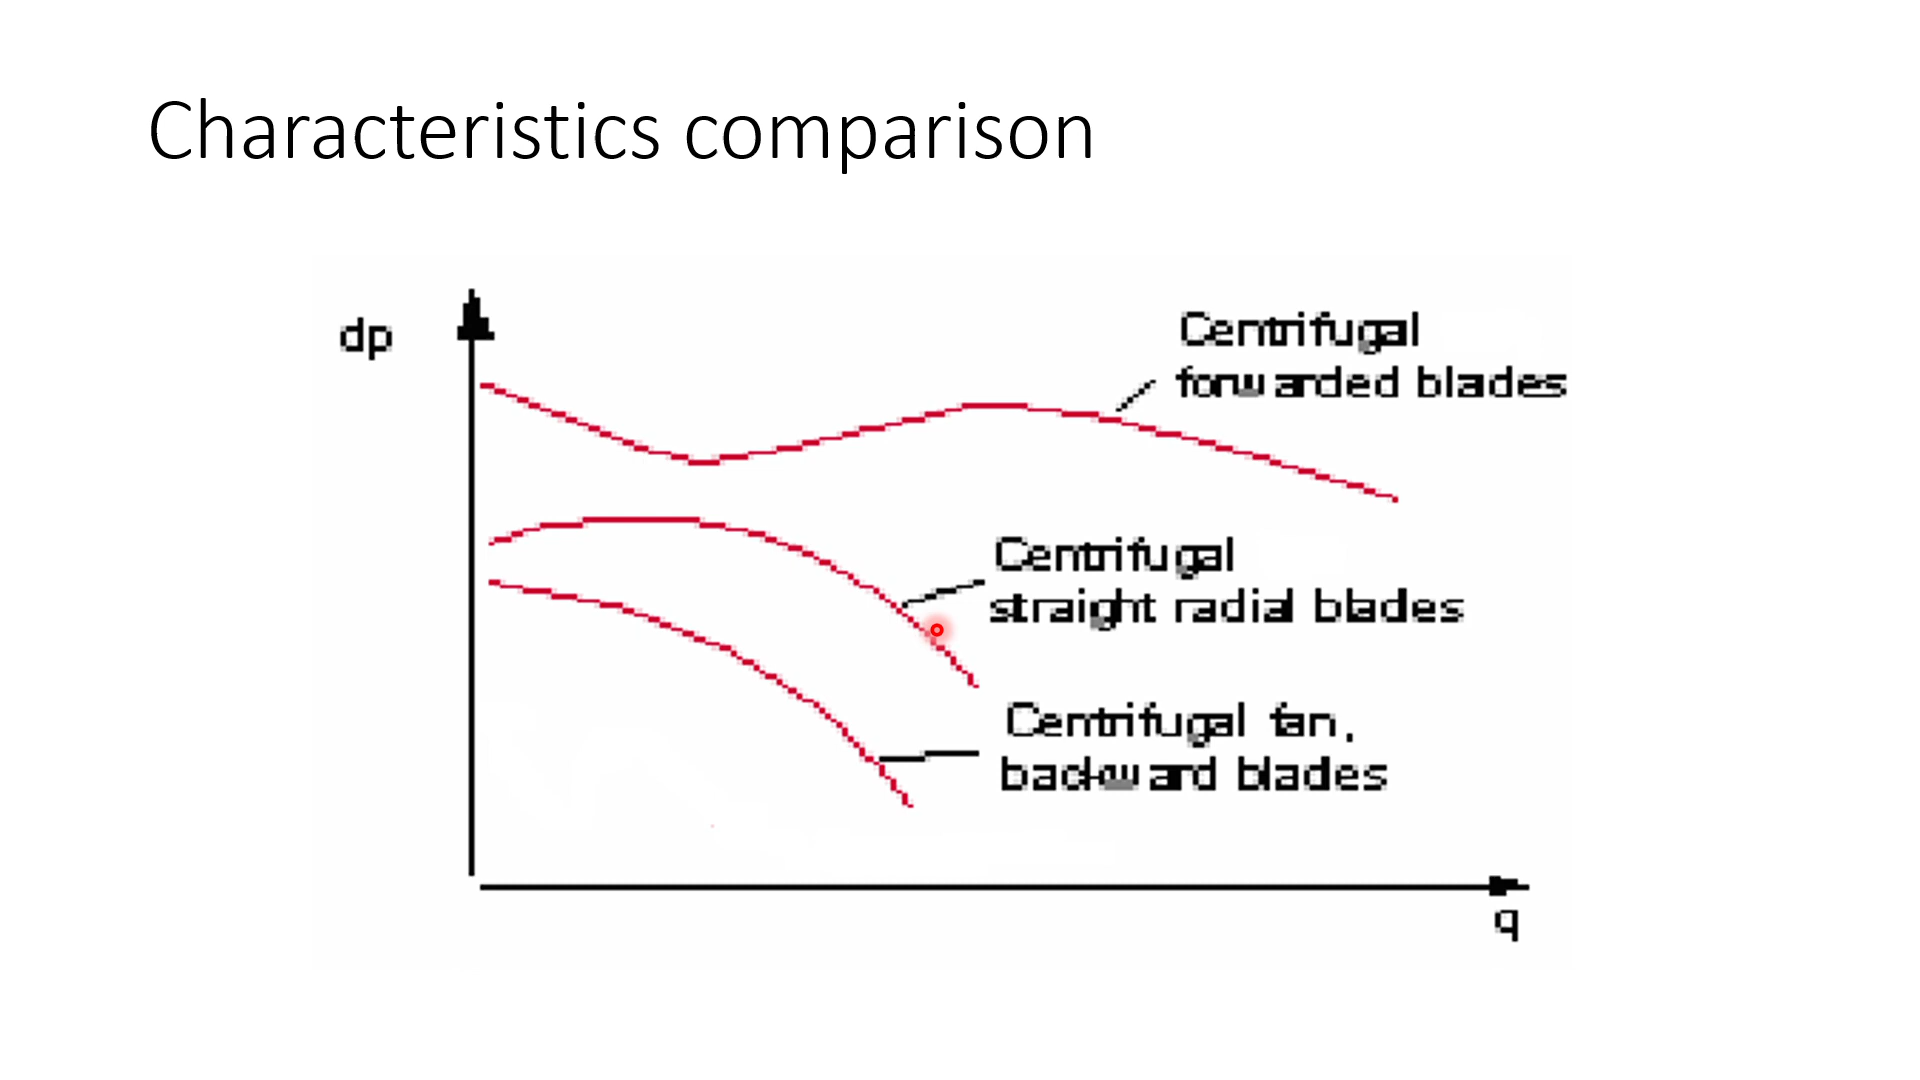 Characteristics comparison
dp
Centrifugal
forwarded blades
Centrifugal
straight radial blades
Centrifugal fan,
backward blades
q